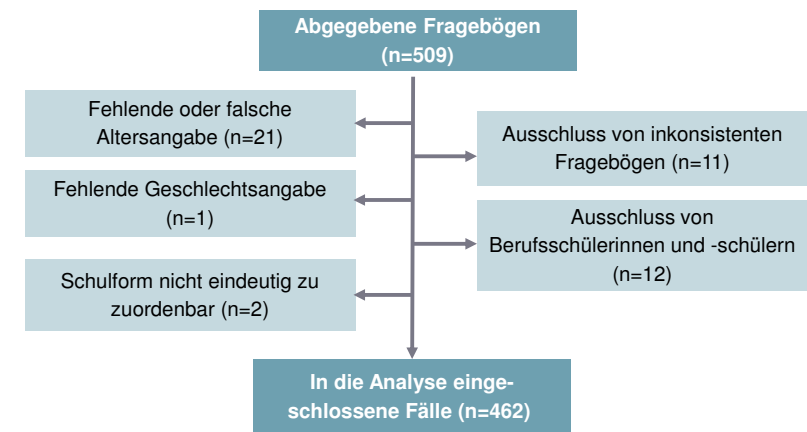 Abgegebene Fragebögen
(n=509)
Fehlende oder falsche
Altersangabe (n=21)
Ausschluss von inkonsistenten
Fragebögen (n=11)
Fehlende Geschlechtsangabe
(n=1)
Ausschluss von
Berufsschülerinnen und -schülern
(n=12)
Schulform nicht eindeutig zu
zuordenbar (n=2)
In die Analyse einge-
schlossene Fälle (n=462)